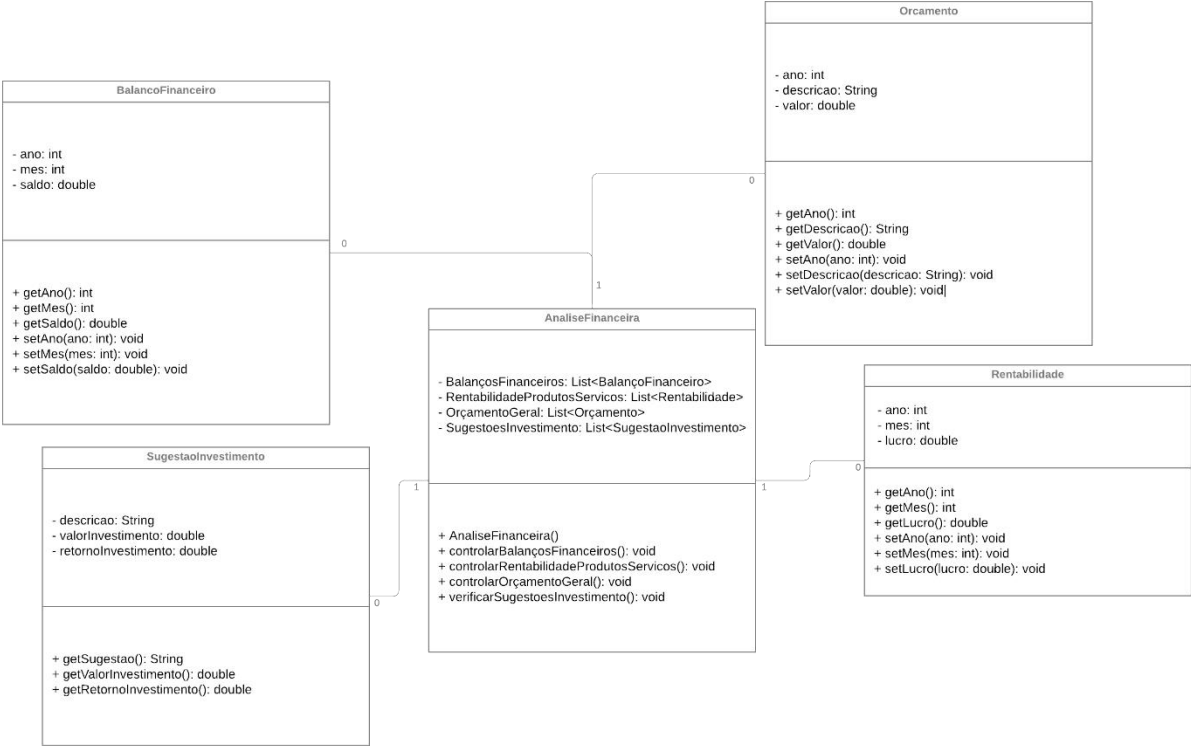 Orcamento
- ano: int
- descricao: String
- valor: double
+ getAno(): int
+ getDescricao(): String
+ getValor(): double
+ setAno(ano: int): void
+ setDescricao(descricao: String): void
+ setValor(valor: double): void|
0
BalancoFinanceiro
- ano: int
- mes: int
- saldo: double
+ getAno(): int
+ getMes(): int
+ getSaldo(): double
+ setAno(ano: int): void
+ setMes(mes: int): void
+ setSaldo(saldo: double): void
0
1
AnaliseFinanceira
- BalançosFinanceiros: List<BalançoFinanceiro>
- RentabilidadeProdutosServicos: List<Rentabilidade>
- OrçamentoGeral: List<Orçamento>
- SugestoesInvestimento: List<SugestaoInvestimento>
+ AnaliseFinanceira()
+ controlarBalançosFinanceiros(): void
+ controlarRentabilidadeProdutosServicos(): void
+ controlarOrçamentoGeral(): void
+ verificarSugestoesInvestimento(): void
1
0
Rentabilidade
- ano: int
- mes: int
- lucro: double
+ getAno(): int
+ getMes(): int
+ getLucro(): double
+ setAno(ano: int): void
+ setMes(mes: int): void
+ setLucro(lucro: double): void
SugestaoInvestimento
- descricao: String
- valorInvestimento: double
- retornoInvestimento: double
+ getSugestao(): String
+ getValorInvestimento(): double
+ getRetornoInvestimento(): double
1
0